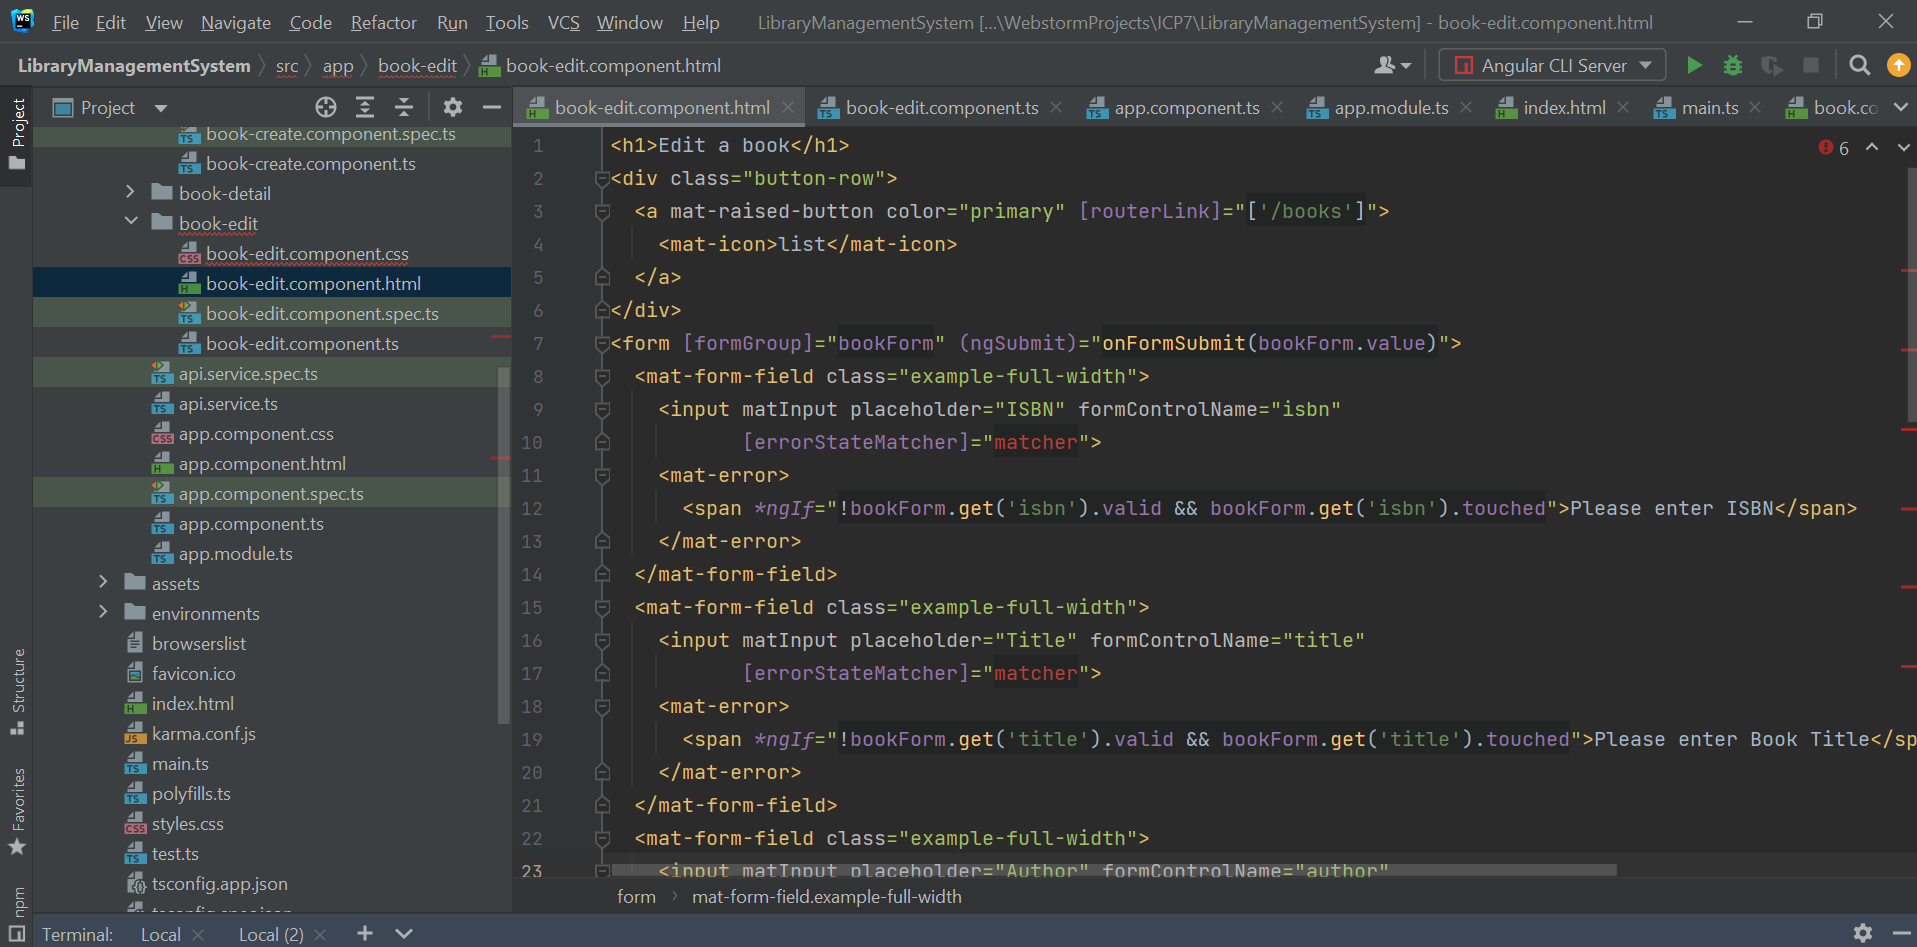 File Edit View Navigate Code Refactor Run Tools VCS Window Help LibraryManagementSystem [...\WebstormProjects\ICP7\LibraryManagementSystem] - book-edit.component.html
LibraryManagementSystem src app book-edit book-edit.component.html Angular CLI Server
Project
Project
book-create.component.spec.ts
book-create.component.ts
book-detail
book-edit
book-edit.component.css
book-edit.component.html
book-edit.component.spec.ts
book-edit.component.ts
api.service.spec.ts
api.service.ts
app.component.css
app.component.html
app.component.spec.ts
app.component.ts
app.module.ts
assets
environments
browserslist
favicon.ico
index.html
karma.conf.js
main.ts
polyfills.ts
styles.css
test.ts
tsconfig.app.json
Structure
Favorites
npm
book-edit.component.html book-edit.component.ts app.component.ts app.module.ts index.html main.ts book.co
6
1 <h1>Edit a book</h1>
2 <div class="button-row">
3 <a mat-raised-button color="primary" [routerLink]="['/books']">
4 <mat-icon>list</mat-icon>
5 </a>
6 </div>
7 <form [formGroup]="bookForm" (ngSubmit)="onFormSubmit(bookForm.value)">
8 <mat-form-field class="example-full-width">
9 <input matInput placeholder="ISBN" formControlName="isbn"
10 [errorStateMatcher]="matcher">
11 <mat-error>
12 <span *ngIf="!bookForm.get('isbn').valid && bookForm.get('isbn').touched">Please enter ISBN</span>
13 </mat-error>
14 </mat-form-field>
15 <mat-form-field class="example-full-width">
16 <input matInput placeholder="Title" formControlName="title"
17 [errorStateMatcher]="matcher">
18 <mat-error>
19 <span *ngIf="!bookForm.get('title').valid && bookForm.get('title').touched">Please enter Book Title</sp
20 </mat-error>
21 </mat-form-field>
22 <mat-form-field class="example-full-width">
23 <input matInput placeholder="Author" formControlName="author"
form mat-form-field.example-full-width
Terminal: Local Local (2)